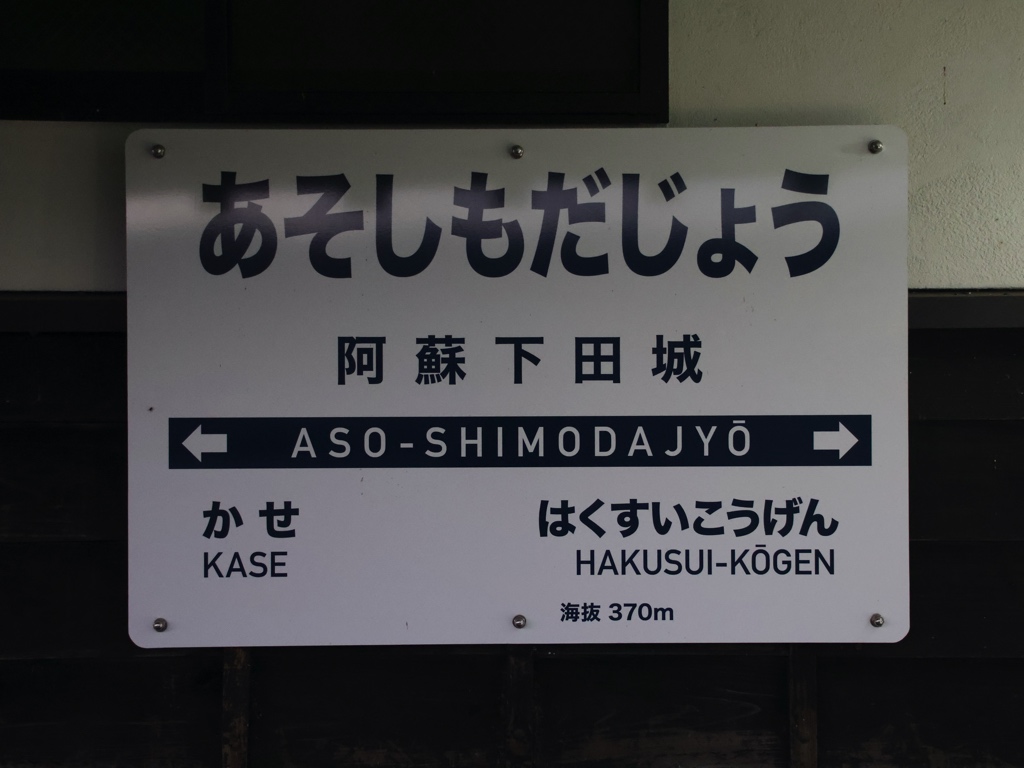 あそしもだじょう
阿蘇下田城
ASO-SHIMODAJYŌ
かせ はくすいこうげん
KASE HAKUSUI-KŌGEN
海抜 370m